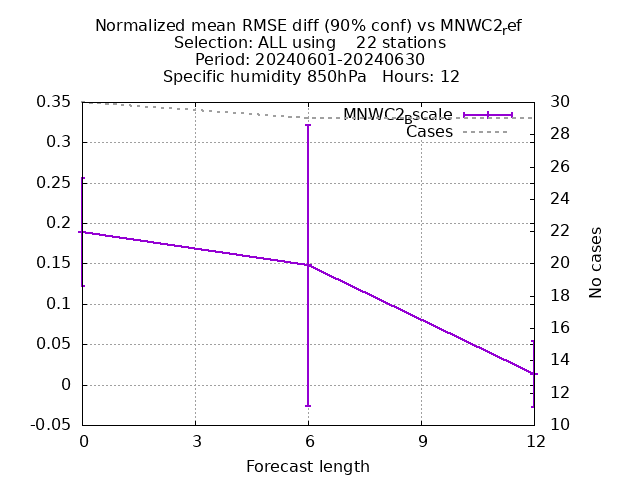 Normalized mean RMSE diff (90% conf) vs MNWC2ref
Selection: ALL using    22 stations
Period: 20240601-20240630
Specific humidity 850hPa   Hours: 12
0.35
0.3
0.25
0.2
0.15
0.1
0.05
0
-0.05
MNWC2Bscale
Cases
30
28
26
24
22
20
18
16
14
12
10
No cases
0 3 6 9 12
Forecast length